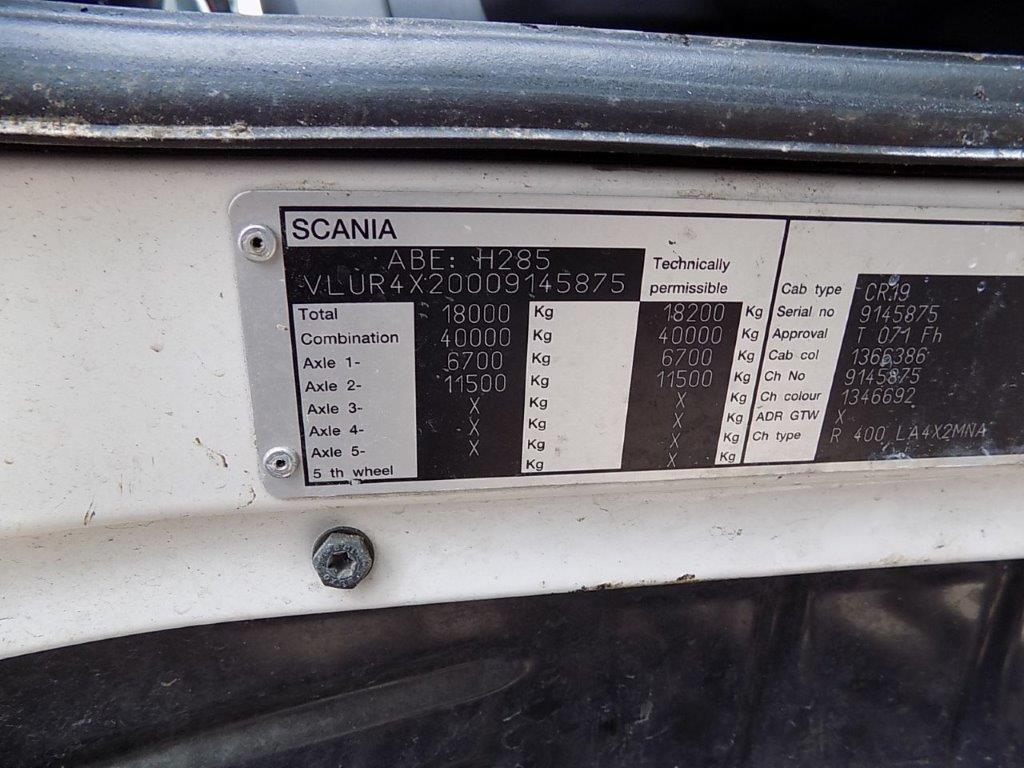 SCANIA
ABE: H285
VLUR4X20009145875
Technically
permissible
Total 18000 Kg 18200 Kg
Combination 40000 Kg 40000 Kg
Axle 1- 6700 Kg 6700 Kg
Axle 2- 11500 Kg 11500 Kg
Axle 3- X Kg X Kg
Axle 4- X Kg X Kg
Axle 5- X Kg X Kg
5 th wheel Kg X Kg
Cab type CR19
Serial no 9145875
Approval T 071 Fh
Cab col 1366386
Ch No 9145875
Ch colour 1346692
ADR GTW X
Ch type R 400 LA4X2MNA